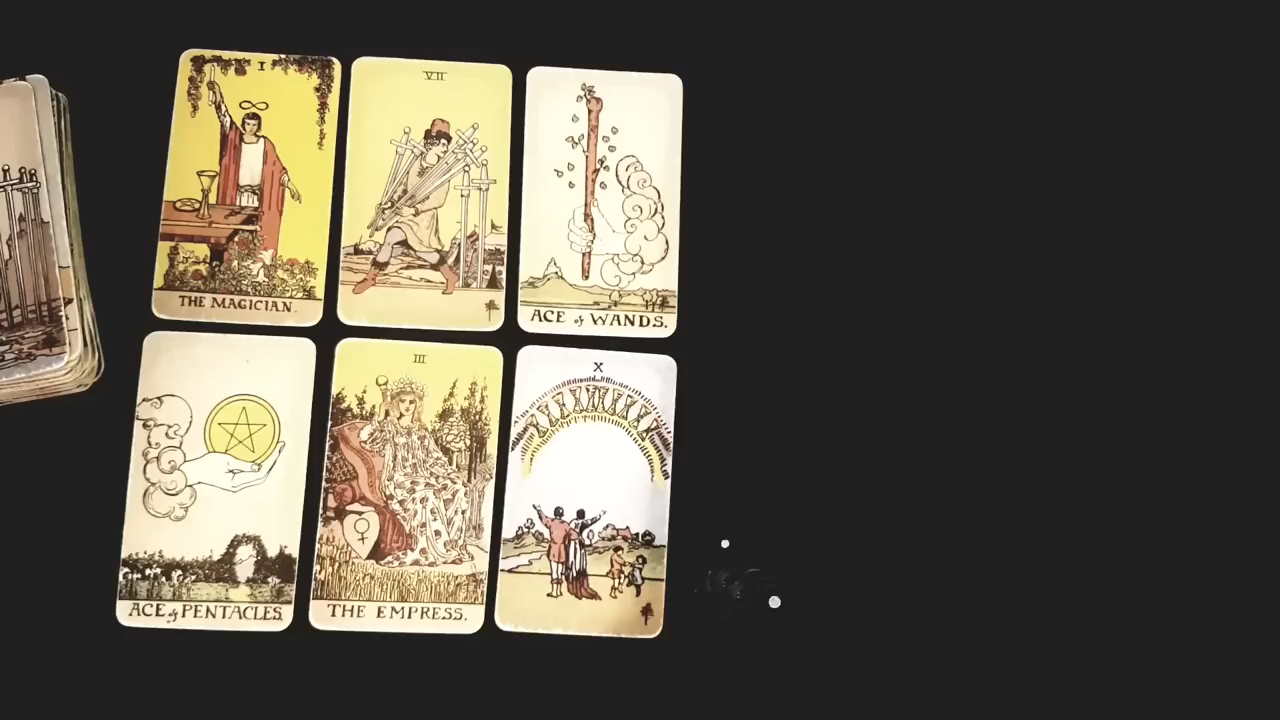 I
VII
THE MAGICIAN.
ACE of WANDS.
III
X
ACE of PENTACLES.
THE EMPRESS.